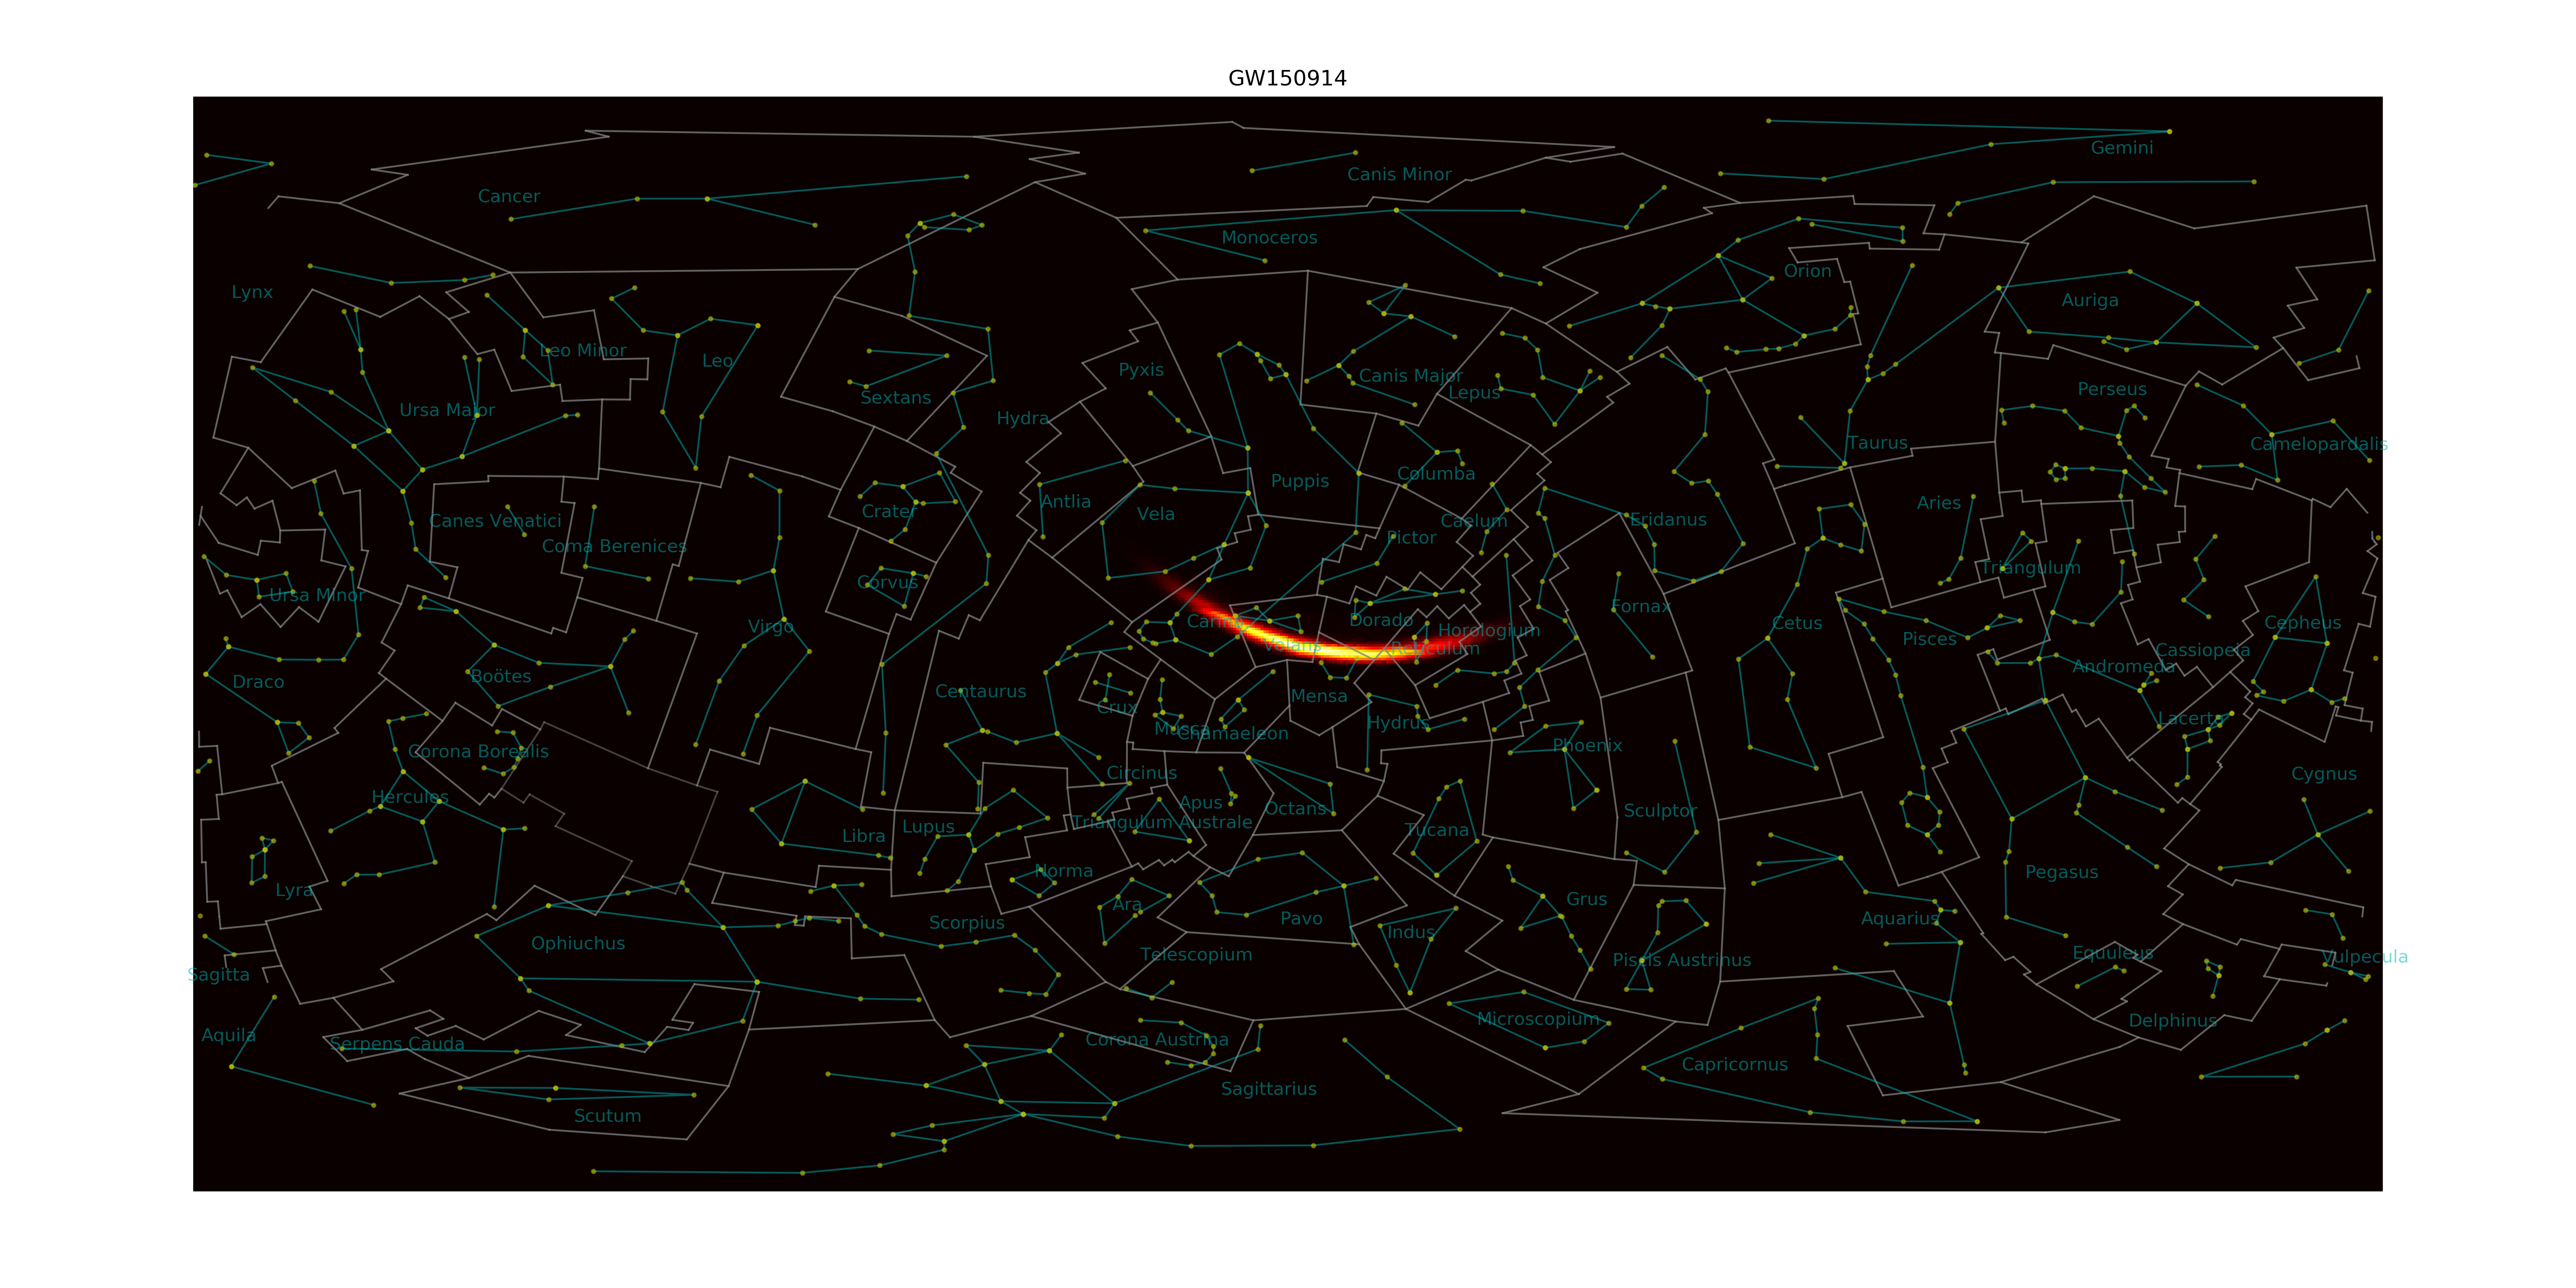 GW150914
Gemini
Canis Minor
Cancer
Monoceros
Orion
Lynx
Auriga
Leo Minor
Leo
Pyxis
Canis Major
Perseus
Lepus
Sextans
Ursa Major
Hydra
Taurus
Camelopardalis
Columba
Puppis
Antlia
Aries
Crater
Vela
Canes Venatici
Caelum
Eridanus
Pictor
Coma Berenices
Triangulum
Corvus
Ursa Minor
Fornax
Carina
Dorado
Cetus
Cepheus
Virgo
Horologium
Pisces
Volans
Reticulum
Cassiopeia
Andromeda
Boötes
Draco
Centaurus
Mensa
Crux
Lacerta
Hydrus
Musca
Chamaeleon
Phoenix
Corona Borealis
Circinus
Cygnus
Hercules
Apus
Octans
Sculptor
Triangulum Australe
Lupus
Tucana
Libra
Norma
Pegasus
Lyra
Grus
Ara
Pavo
Aquarius
Scorpius
Indus
Ophiuchus
Telescopium
Equuleus
Vulpecula
Piscis Austrinus
Sagitta
Microscopium
Delphinus
Aquila
Corona Austrina
Serpens Cauda
Capricornus
Sagittarius
Scutum